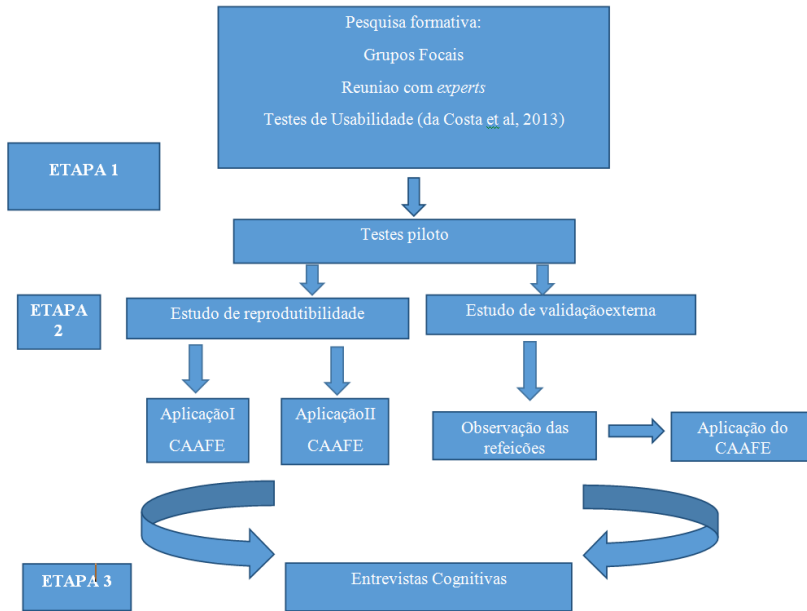 Pesquisa formativa:
Grupos Focais
Reuniao com experts
Testes de Usabilidade (da Costa et al, 2013)
ETAPA 1
Testes piloto
ETAPA
2
Estudo de reprodutibilidade
Estudo de validaçãoexterna
AplicaçãoI
CAAFE
AplicaçãoII
CAAFE
Observação das
refeicões
Aplicação do
CAAFE
ETAPA 3
Entrevistas Cognitivas